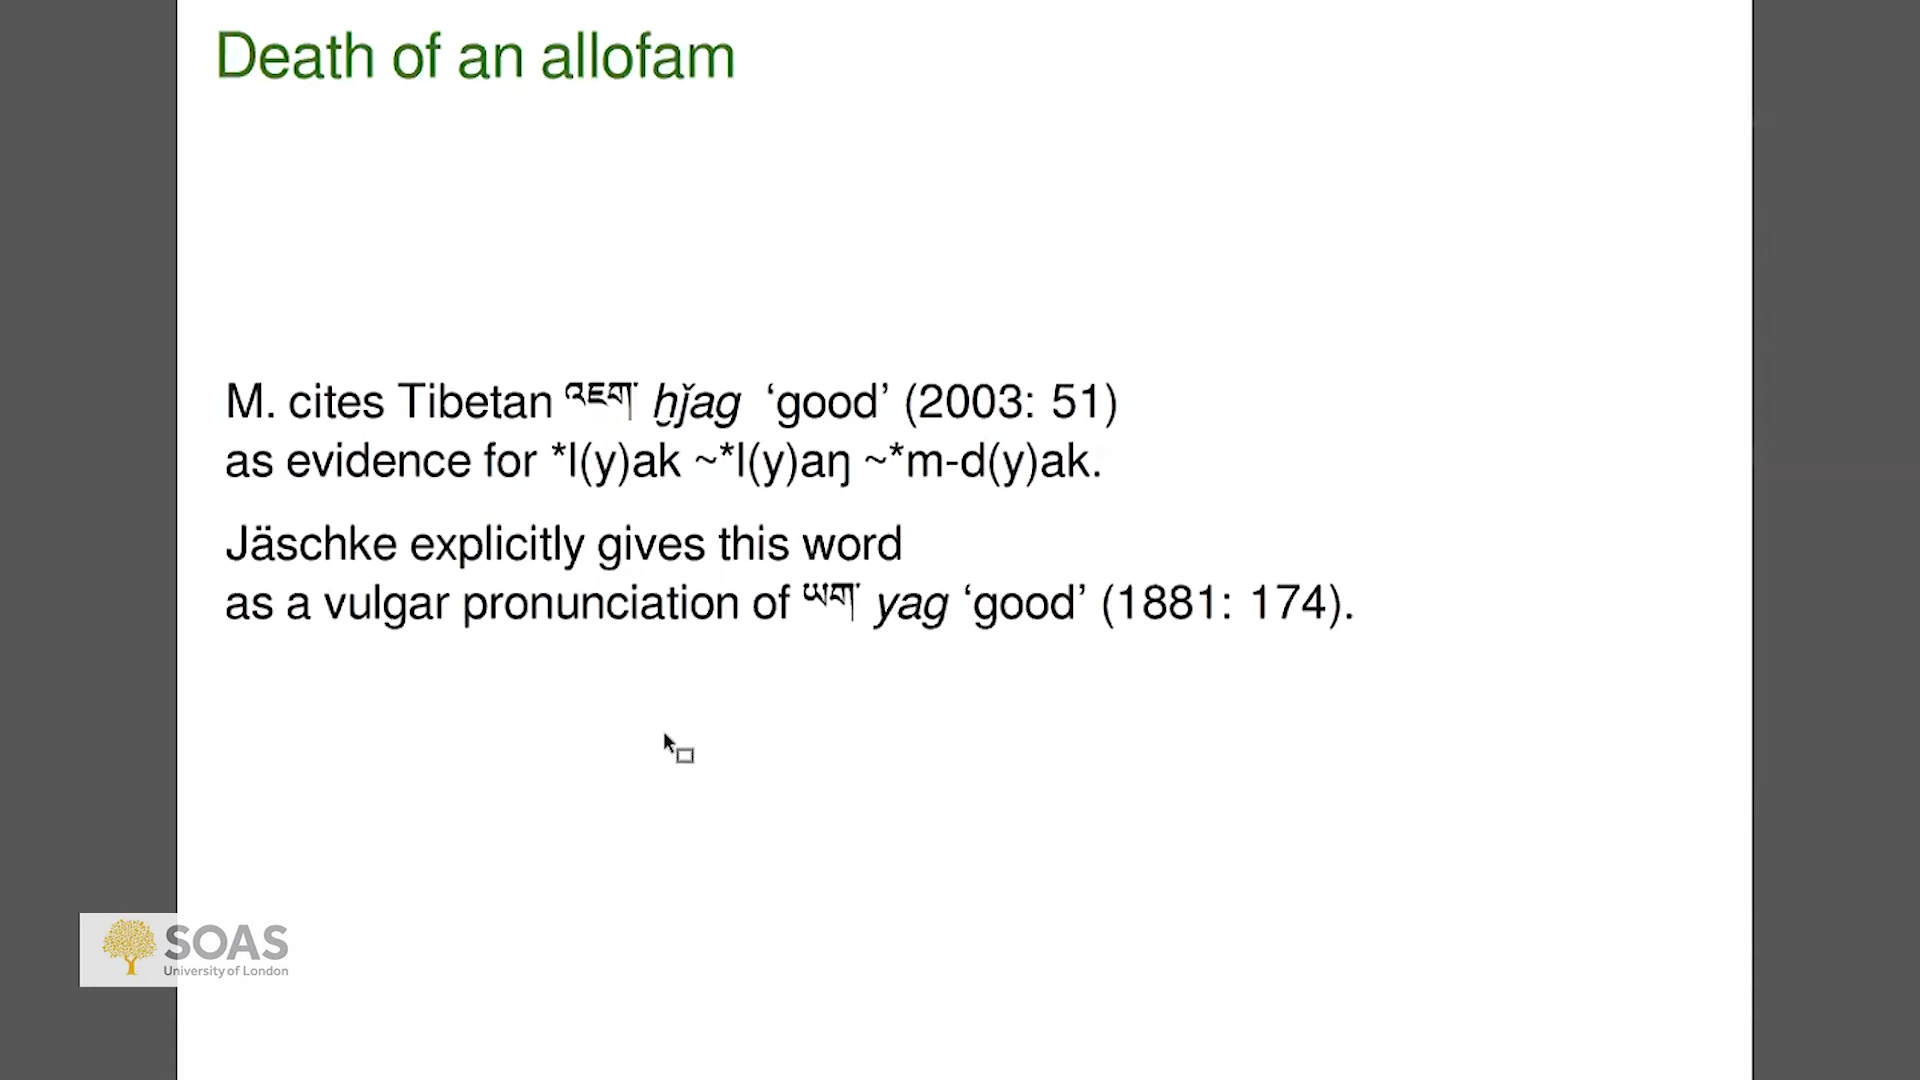 Death of an allofam
M. cites Tibetan འཇག་ ḫǰag ‘good’ (2003: 51)
as evidence for *l(y)ak ~*l(y)aŋ ~*m-d(y)ak.
Jäschke explicitly gives this word
as a vulgar pronunciation of ཡག་ yag ‘good’ (1881: 174).
SOAS
University of London